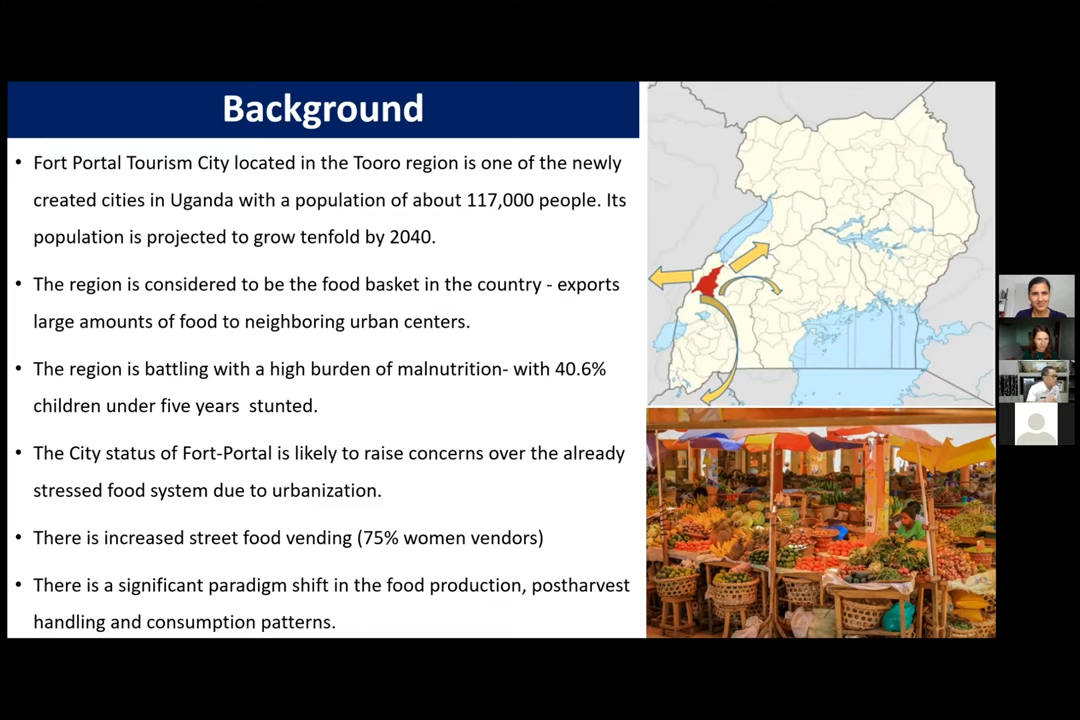 Background
• Fort Portal Tourism City located in the Tooro region is one of the newly
created cities in Uganda with a population of about 117,000 people. Its
population is projected to grow tenfold by 2040.
• The region is considered to be the food basket in the country - exports
large amounts of food to neighboring urban centers.
• The region is battling with a high burden of malnutrition- with 40.6%
children under five years stunted.
• The City status of Fort-Portal is likely to raise concerns over the already
stressed food system due to urbanization.
• There is increased street food vending (75% women vendors)
• There is a significant paradigm shift in the food production, postharvest
handling and consumption patterns.